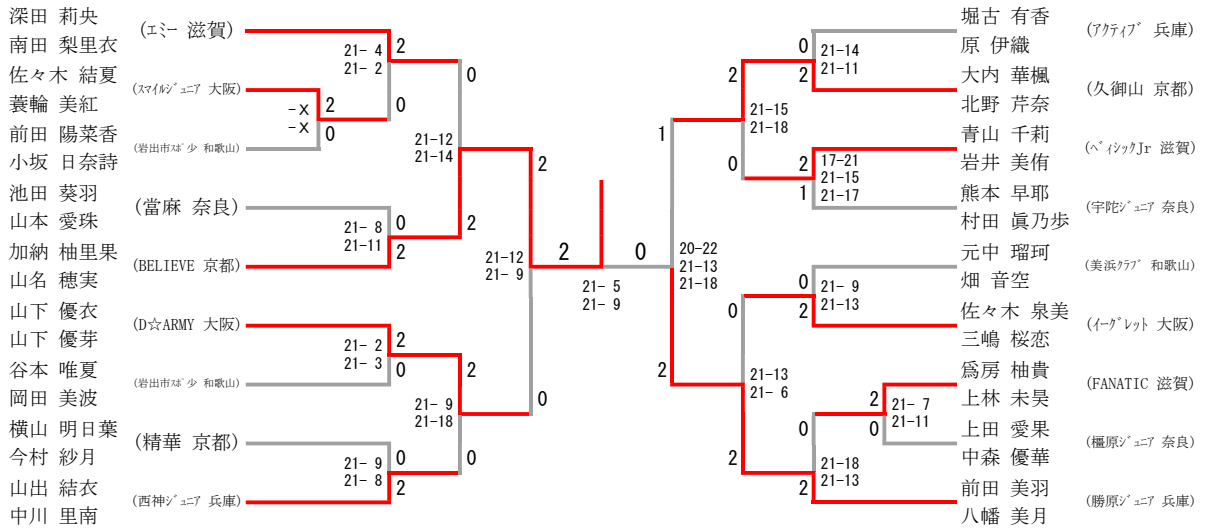 深田 莉央
(エミー 滋賀)
南田 梨里衣
21- 4
21- 2
2
0
佐々木 結夏
(スマイルジュニア 大阪)
蓑輪 美紅
-X
-X
2
0
前田 陽菜香
(岩出市スポ少 和歌山)
小坂 日奈詩
0
21-12
21-14
2
池田 葵羽
(當麻 奈良)
山本 愛珠
21- 8
21-11
0
2
2
加納 柚里果
(BELIEVE 京都)
山名 穂実
21-12
21- 9
2
0
21- 5
21- 9
山下 優衣
(D☆ARMY 大阪)
山下 優芽
21- 2
21- 3
2
0
谷本 唯夏
(岩出市スポ少 和歌山)
岡田 美波
2
21- 9
21-18
0
横山 明日葉
(精華 京都)
今村 紗月
21- 9
21- 8
0
2
0
山出 結衣
(西神ジュニア 兵庫)
中川 里南
堀古 有香
(アクティブ 兵庫)
原 伊織
0
21-14
21-11
2
大内 華楓
(久御山 京都)
北野 芹奈
2
21-15
21-18
0
1
青山 千莉
(ベイシックJr 滋賀)
岩井 美侑
2
17-21
21-15
21-17
1
熊本 早耶
(宇陀ジュニア 奈良)
村田 眞乃歩
20-22
21-13
21-18
元中 瑠珂
(美浜クラブ 和歌山)
畑 音空
0
21- 9
21-13
2
佐々木 泉美
(イーグレット 大阪)
三嶋 桜恋
0
2
21-13
21- 6
2
爲房 柚貴
(FANATIC 滋賀)
上林 未昊
2
21- 7
21-11
0
上田 愛果
(橿原ジュニア 奈良)
中森 優華
0
21-18
21-13
2
前田 美羽
(勝原ジュニア 兵庫)
八幡 美月